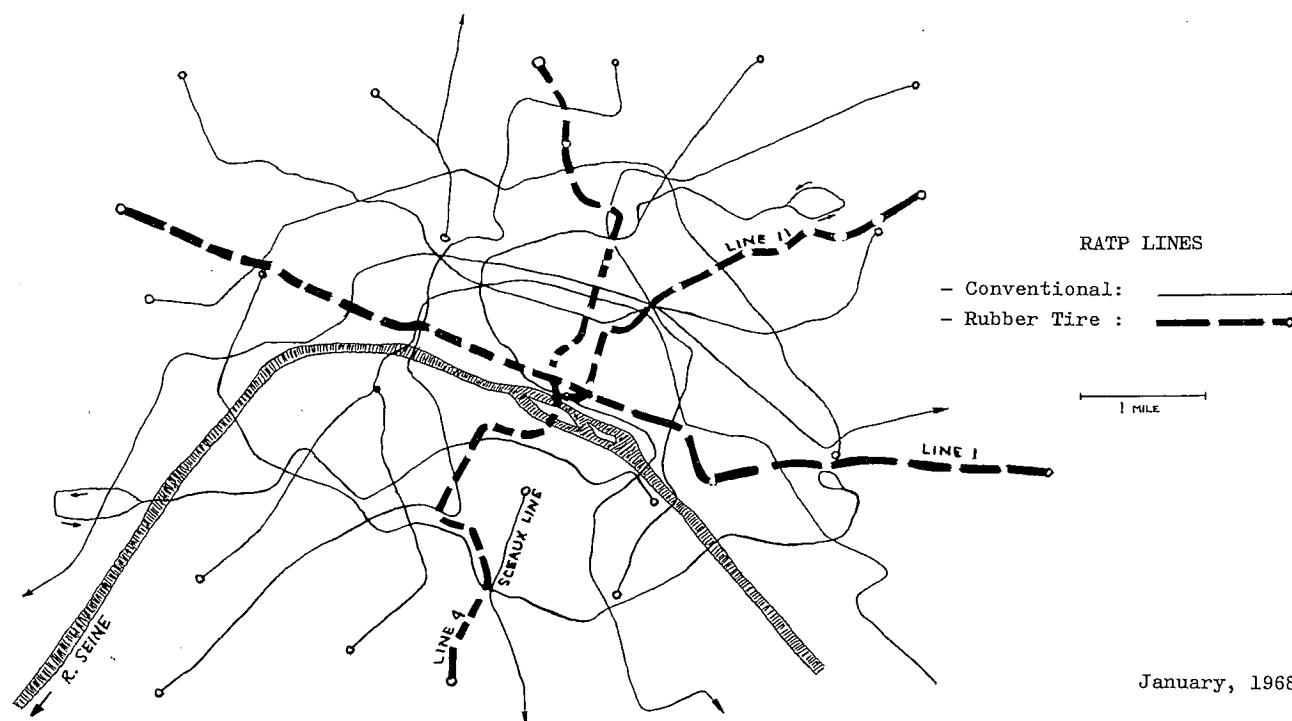 LINE 11
RATP LINES
- Conventional:
- Rubber Tire :
1 MILE
LINE 1
SCEAUX LINE
LINE 4
R. SEINE
January, 1968